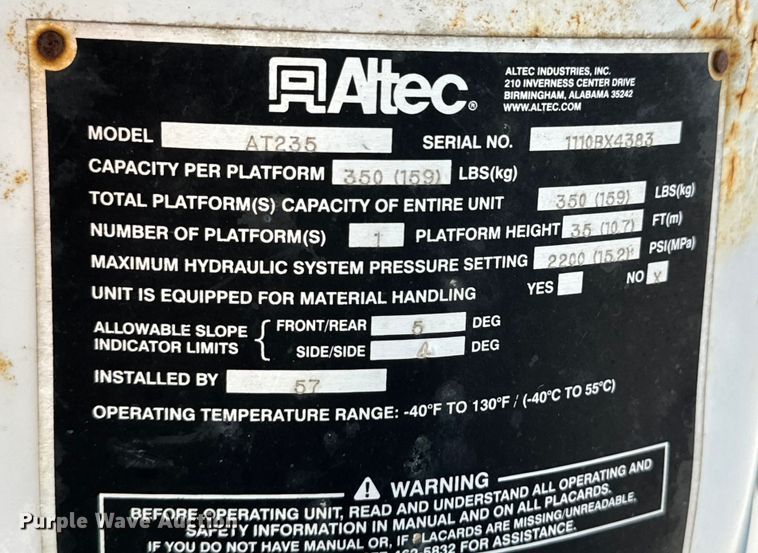 Altec®
ALTEC INDUSTRIES, INC.
210 INVERNESS CENTER DRIVE
BIRMINGHAM, ALABAMA 35242
WWW.ALTEC.COM
MODEL AT235 SERIAL NO. 1110BX4383
CAPACITY PER PLATFORM 350 (159) LBS(kg)
TOTAL PLATFORM(S) CAPACITY OF ENTIRE UNIT 350 (159) LBS(kg)
NUMBER OF PLATFORM(S) 1 PLATFORM HEIGHT 35 (10.7) FT(m)
MAXIMUM HYDRAULIC SYSTEM PRESSURE SETTING 2200 (15.2) PSI(MPa)
UNIT IS EQUIPPED FOR MATERIAL HANDLING YES NO X
ALLOWABLE SLOPE { FRONT/REAR 5 DEG
INDICATOR LIMITS SIDE/SIDE 4 DEG
INSTALLED BY 57
OPERATING TEMPERATURE RANGE: -40°F TO 130°F / (-40°C TO 55°C)
⚠ WARNING
BEFORE OPERATING UNIT, READ AND UNDERSTAND ALL OPERATING AND
SAFETY INFORMATION IN MANUAL AND ON ALL PLACARDS.
IF YOU DO NOT HAVE MANUAL OR, IF PLACARDS ARE MISSING/UNREADABLE,
462-5832 FOR ASSISTANCE.
Purple Wave Auction